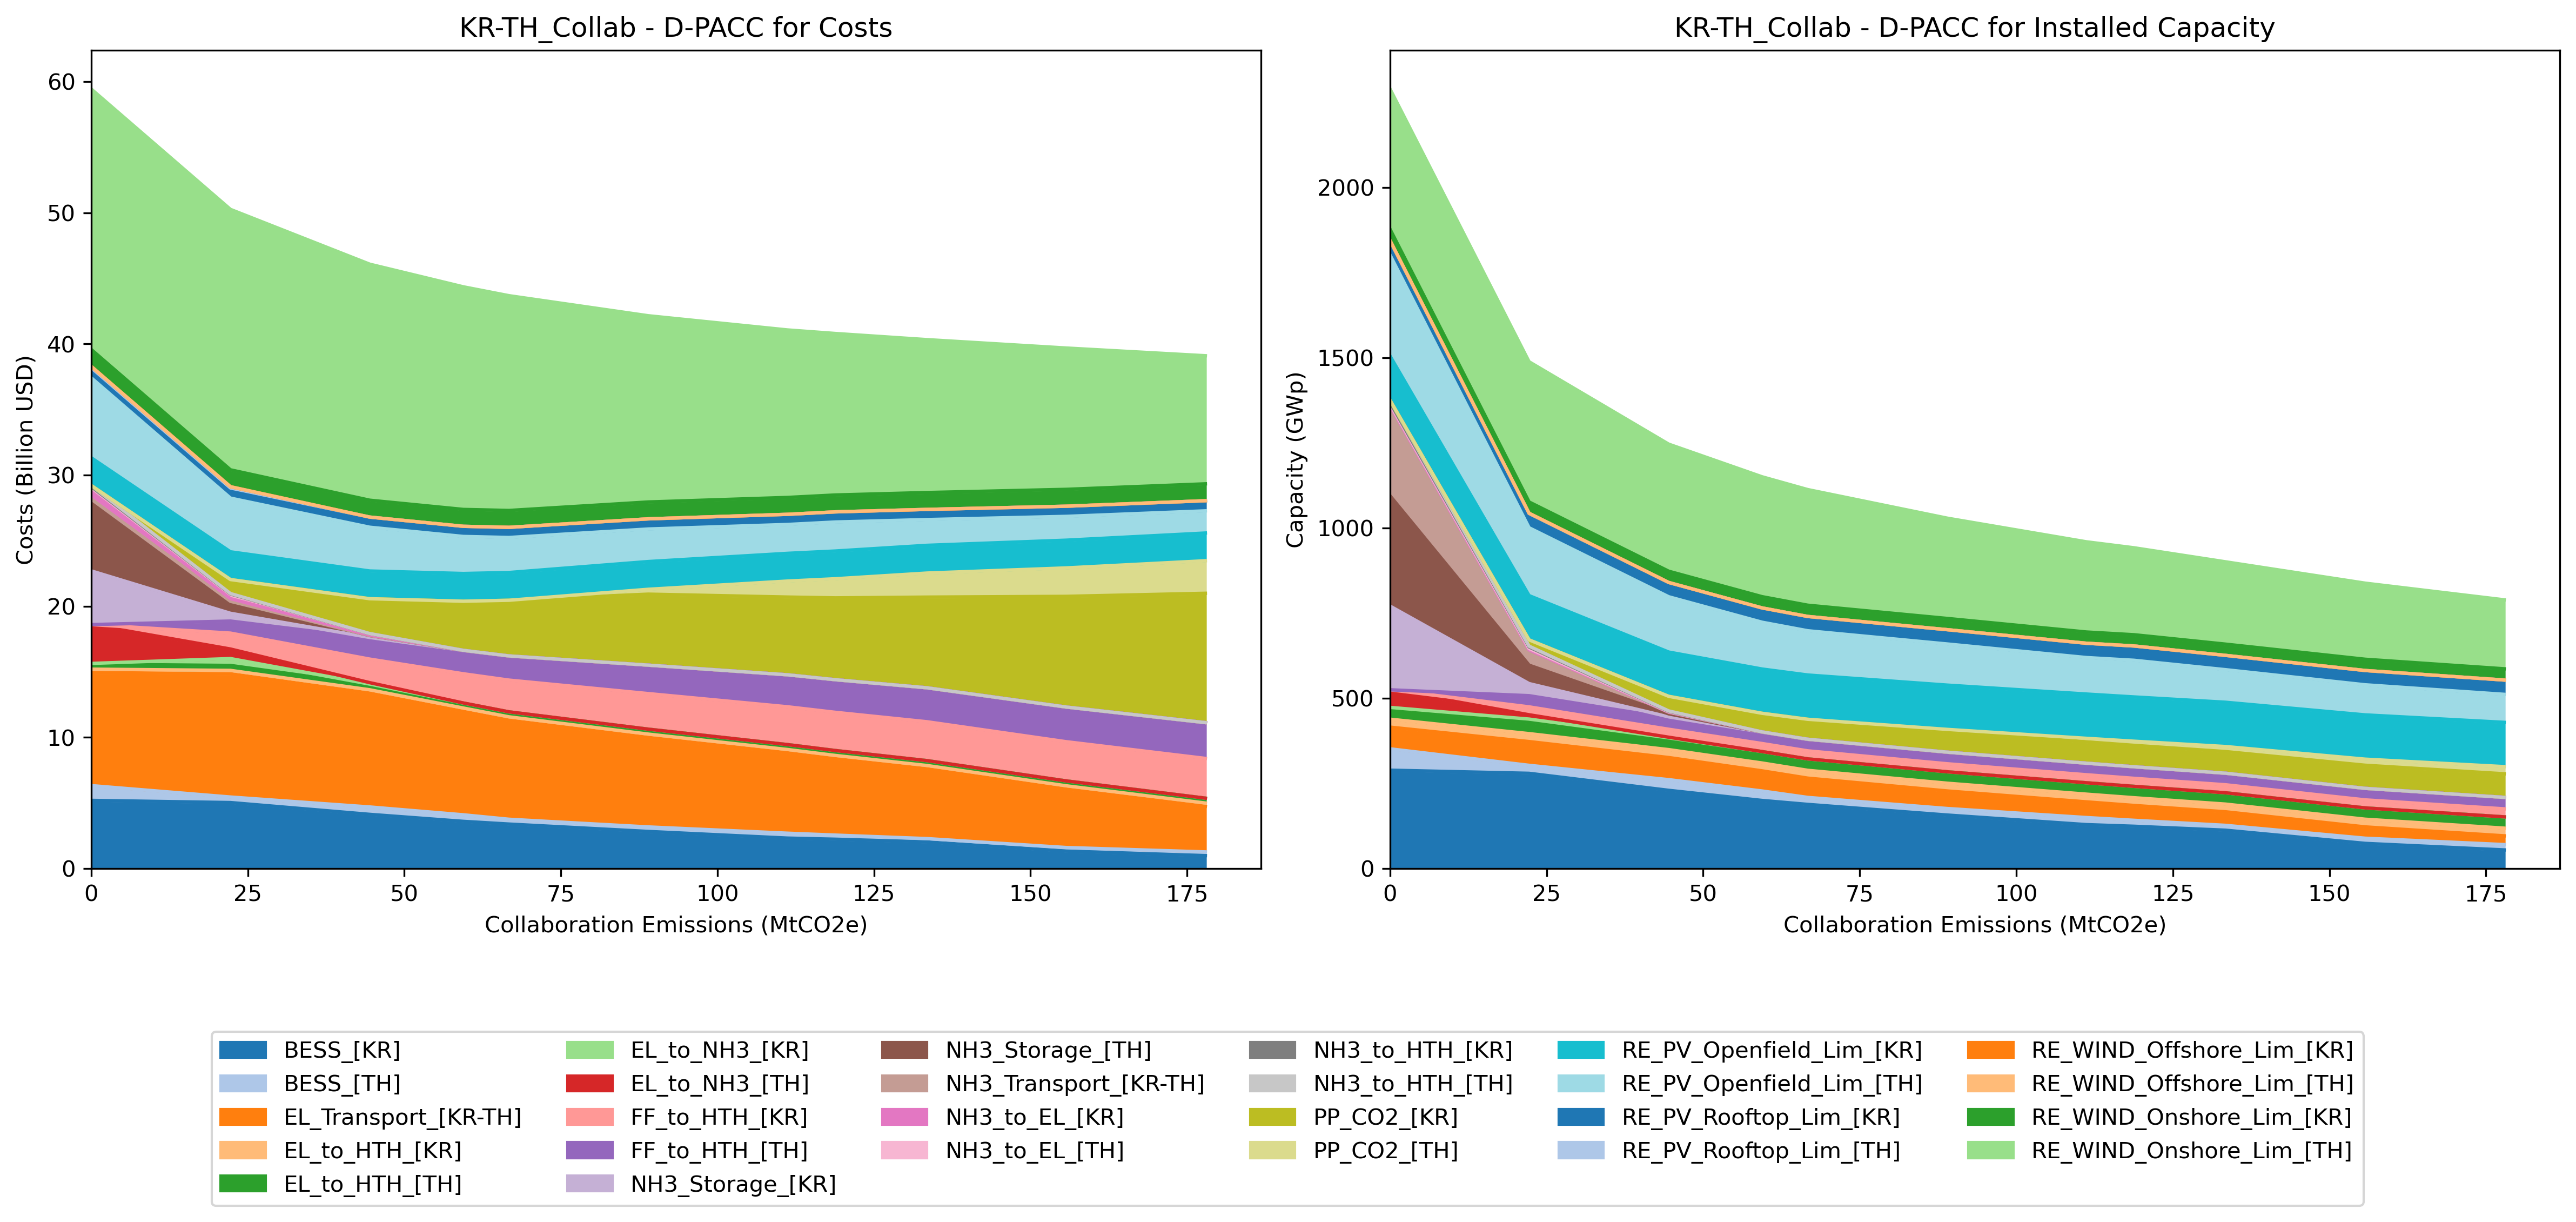 KR-TH_Collab - D-PACC for Costs
60
50
40
30
20
10
0
Costs (Billion USD)
0 25 50 75 100 125 150 175
Collaboration Emissions (MtCO2e)
KR-TH_Collab - D-PACC for Installed Capacity
2000
1500
1000
500
0
Capacity (GWp)
0 25 50 75 100 125 150 175
Collaboration Emissions (MtCO2e)
BESS_[KR]
BESS_[TH]
EL_Transport_[KR-TH]
EL_to_HTH_[KR]
EL_to_HTH_[TH]
EL_to_NH3_[KR]
EL_to_NH3_[TH]
FF_to_HTH_[KR]
FF_to_HTH_[TH]
NH3_Storage_[KR]
NH3_Storage_[TH]
NH3_Transport_[KR-TH]
NH3_to_EL_[KR]
NH3_to_EL_[TH]
NH3_to_HTH_[KR]
NH3_to_HTH_[TH]
PP_CO2_[KR]
PP_CO2_[TH]
RE_PV_Openfield_Lim_[KR]
RE_PV_Openfield_Lim_[TH]
RE_PV_Rooftop_Lim_[KR]
RE_PV_Rooftop_Lim_[TH]
RE_WIND_Offshore_Lim_[KR]
RE_WIND_Offshore_Lim_[TH]
RE_WIND_Onshore_Lim_[KR]
RE_WIND_Onshore_Lim_[TH]